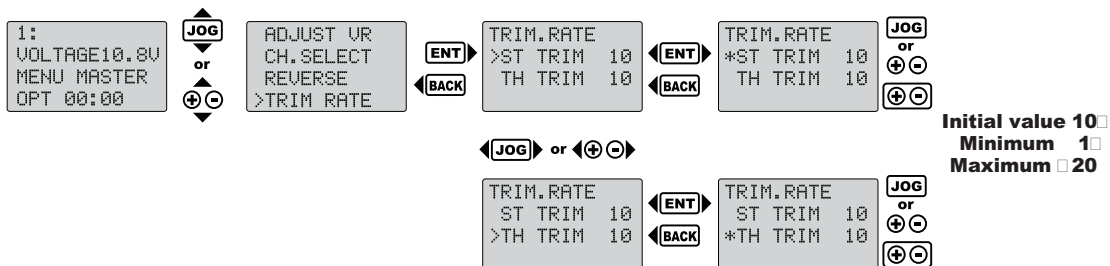 1:
VOLTAGE10.8V
MENU MASTER
OPT 00:00
JOG
or
⊕⊖
ADJUST VR
CH.SELECT
REVERSE
>TRIM RATE
ENT
BACK
TRIM.RATE
>ST TRIM 10
TH TRIM 10
ENT
BACK
TRIM.RATE
*ST TRIM 10
TH TRIM 10
JOG
or
⊕⊖
⊕⊖
Initial value 10
Minimum 1
Maximum 20
JOG or ⊕⊖
TRIM.RATE
ST TRIM 10
>TH TRIM 10
ENT
BACK
TRIM.RATE
ST TRIM 10
*TH TRIM 10
JOG
or
⊕⊖
⊕⊖